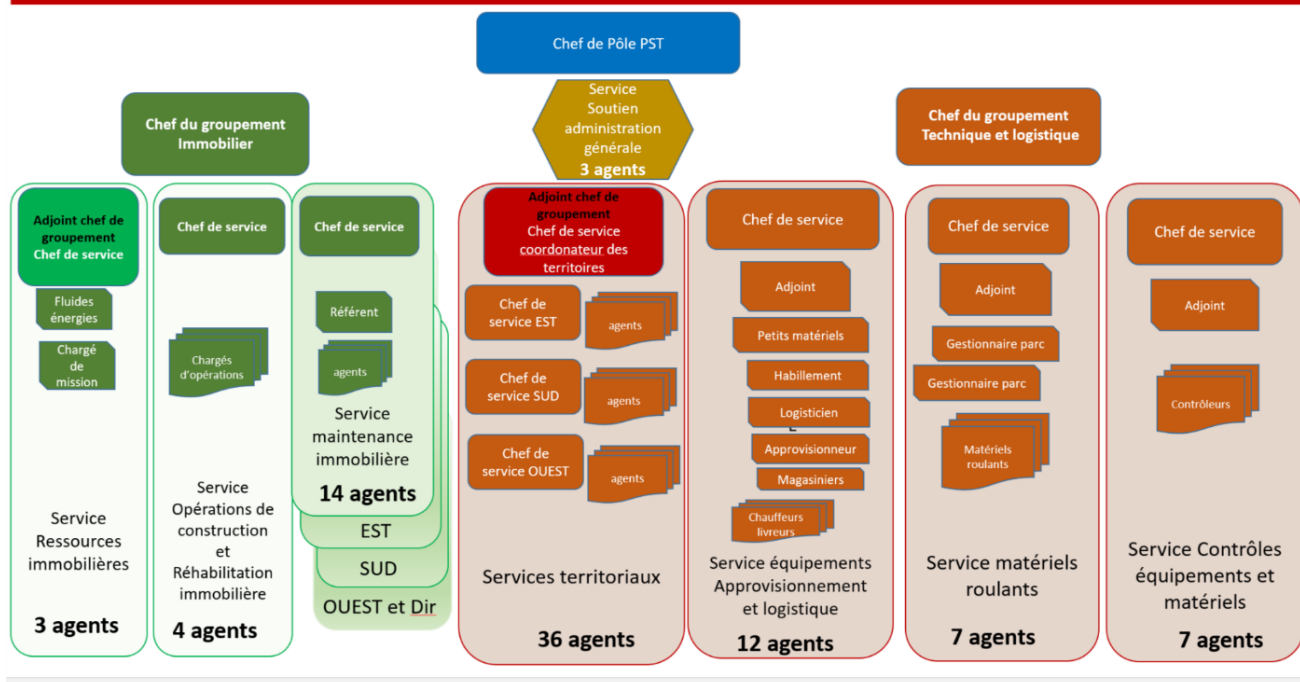 Chef de Pôle PST
Service
Soutien
administration
générale
3 agents
Chef du groupement
Immobilier
Chef du groupement
Technique et logistique
Adjoint chef de
groupement
Chef de service
Fluides
énergies
Chargé
de
mission
Service
Ressources
immobilières
3 agents
Chef de service
Chargés
d'opérations
Service
Opérations de
construction
et
Réhabilitation
immobilière
4 agents
Chef de service
Référent
agents
Service
maintenance
immobilière
14 agents
EST
SUD
OUEST et Dir
Adjoint chef de
groupement
Chef de service
coordonateur des
territoires
Chef de
service EST
agents
Chef de
service SUD
agents
Chef de
service OUEST
agents
Services territoriaux
36 agents
Chef de service
Adjoint
Petits matériels
Habillement
Logisticien
Approvisionneur
Magasiniers
Chauffeurs
livreurs
Service équipements
Approvisionnement
et logistique
12 agents
Chef de service
Adjoint
Gestionnaire parc
Gestionnaire parc
Matériels
roulants
Service matériels
roulants
7 agents
Chef de service
Adjoint
Contrôleurs
Service Contrôles
équipements et
matériels
7 agents